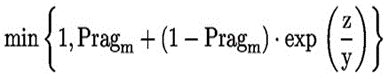 min{1, Prag_m + (1 − Prag_m) · exp (z/y)}